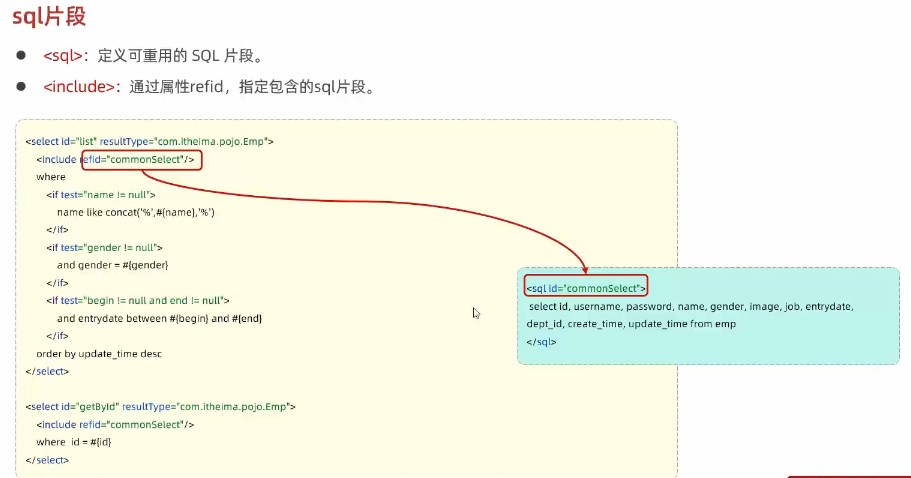 sql片段
● <sql>：定义可重用的 SQL 片段。
● <include>：通过属性refid，指定包含的sql片段。
<select id="list" resultType="com.itheima.pojo.Emp">
<include refid="commonSelect"/>
where
<if test="name != null">
name like concat('%',#{name},'%')
</if>
<if test="gender != null">
and gender = #{gender}
</if>
<if test="begin != null and end != null">
and entrydate between #{begin} and #{end}
</if>
order by update_time desc
</select>
<select id="getById" resultType="com.itheima.pojo.Emp">
<include refid="commonSelect"/>
where id = #{id}
</select>
<sql id="commonSelect">
select id, username, password, name, gender, image, job, entrydate,
dept_id, create_time, update_time from emp
</sql>